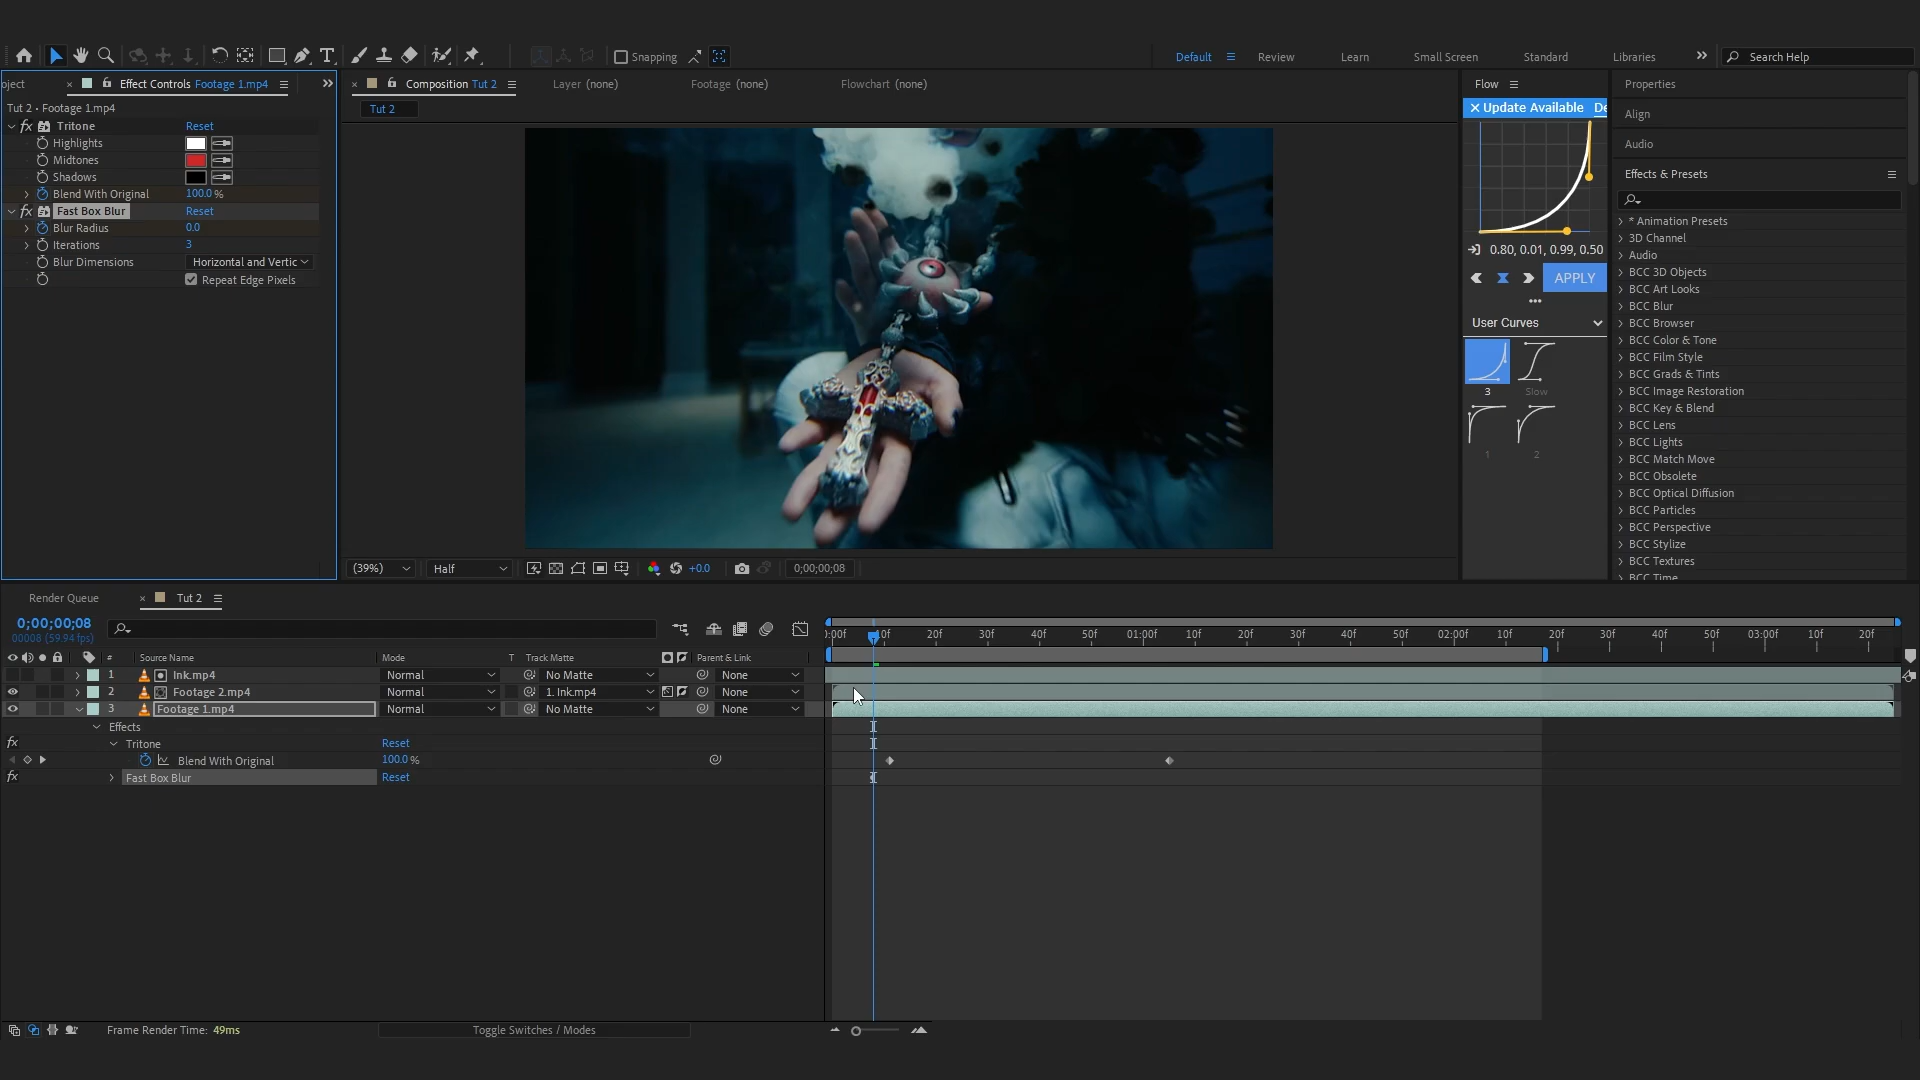 Snapping
Default
Review
Learn
Small Screen
Standard
Libraries
Search Help
oject
Effect Controls Footage 1.mp4
Tut 2 • Footage 1.mp4
fx Tritone Reset
Highlights
Midtones
Shadows
Blend With Original 100.0 %
fx Fast Box Blur Reset
Blur Radius 0.0
Iterations 3
Blur Dimensions Horizontal and Vertic
Repeat Edge Pixels
Composition Tut 2
Layer (none)
Footage (none)
Flowchart (none)
Tut 2
(39%)
Half
+0.0
0;00;00;08
Flow
Update Available De
0.80, 0.01, 0.99, 0.50
APPLY
User Curves
3
Slow
1
2
Properties
Align
Audio
Effects & Presets
* Animation Presets
3D Channel
Audio
BCC 3D Objects
BCC Art Looks
BCC Blur
BCC Browser
BCC Color & Tone
BCC Film Style
BCC Grads & Tints
BCC Image Restoration
BCC Key & Blend
BCC Lens
BCC Lights
BCC Match Move
BCC Obsolete
BCC Optical Diffusion
BCC Particles
BCC Perspective
BCC Stylize
BCC Textures
BCC Time
Render Queue
Tut 2
0;00;00;08
00008 (59.94 fps)
0:00f 10f 20f 30f 40f 50f 01:00f 10f 20f 30f 40f 50f 02:00f 10f 20f 30f 40f 50f 03:00f 10f 20f
# Source Name Mode T Track Matte Parent & Link
1 Ink.mp4 Normal No Matte None
2 Footage 2.mp4 Normal 1. Ink.mp4 None
3 Footage 1.mp4 Normal No Matte None
Effects
fx Tritone Reset
Blend With Original 100.0 %
fx Fast Box Blur Reset
Frame Render Time: 49ms
Toggle Switches / Modes